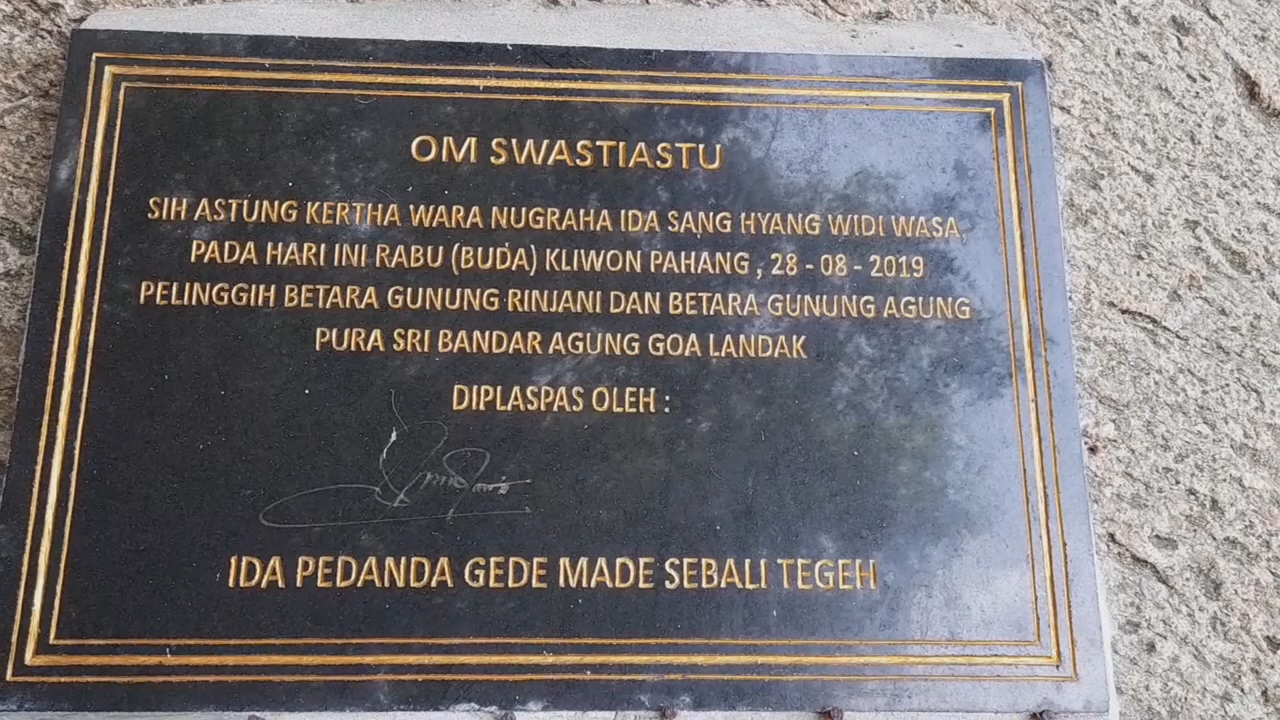 OM SWASTIASTU
SIH ASTUNG KERTHA WARA NUGRAHA IDA SANG HYANG WIDI WASA,
PADA HARI INI RABU (BUDA) KLIWON PAHANG , 28 - 08 - 2019
PELINGGIH BETARA GUNUNG RINJANI DAN BETARA GUNUNG AGUNG
PURA SRI BANDAR AGUNG GOA LANDAK
DIPLASPAS OLEH :
IDA PEDANDA GEDE MADE SEBALI TEGEH